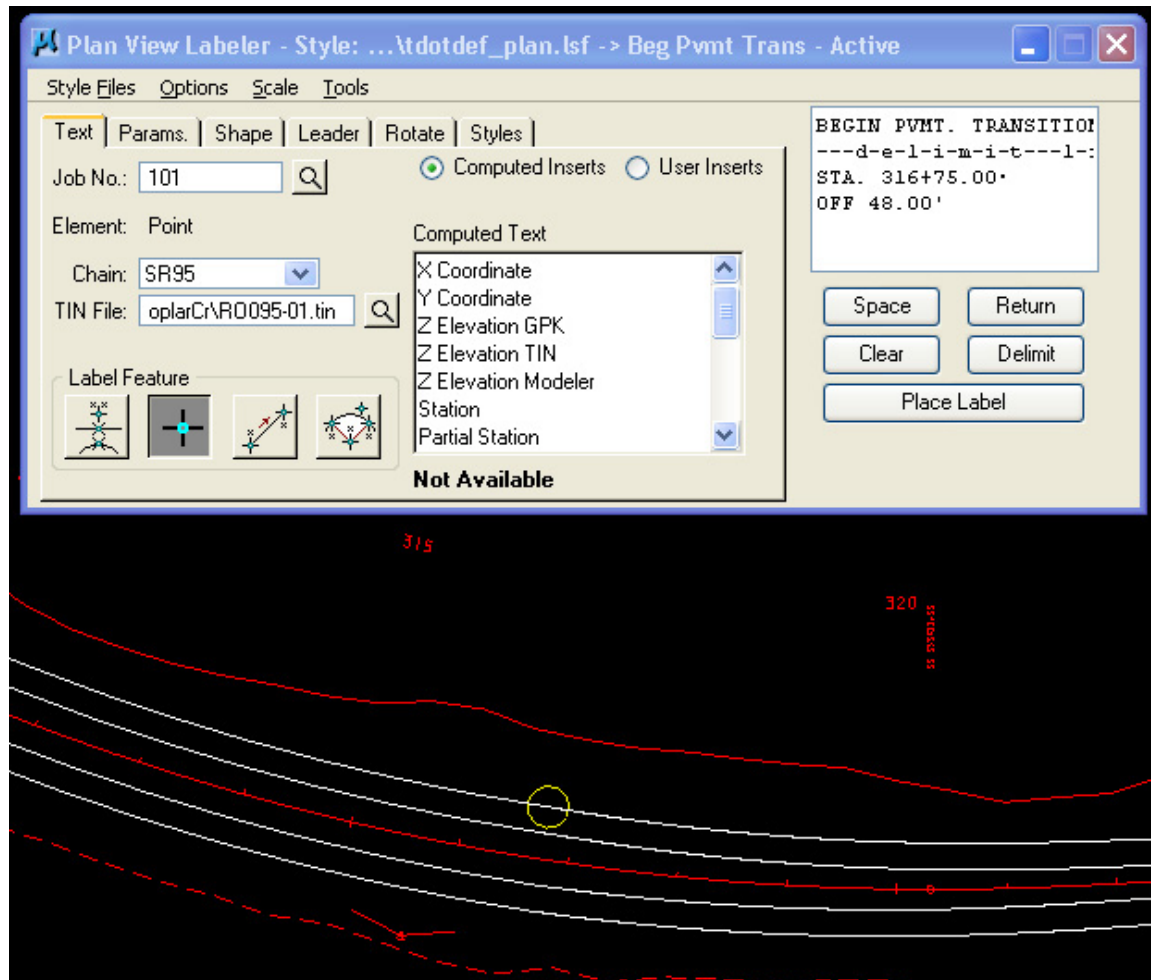 Plan View Labeler - Style: ...\tdotdef_plan.lsf -> Beg Pvmt Trans - Active
Style Files Options Scale Tools
Text Params. Shape Leader Rotate Styles
Job No.: 101
Computed Inserts User Inserts
Element: Point
Chain: SR95
TIN File: oplarCr\RO095-01.tin
Label Feature
Computed Text
X Coordinate
Y Coordinate
Z Elevation GPK
Z Elevation TIN
Z Elevation Modeler
Station
Partial Station
Not Available
BEGIN PVMT. TRANSITION
---d-e-l-i-m-i-t---l-:
STA. 316+75.00·
OFF 48.00'
Space Return
Clear Delimit
Place Label
315
320